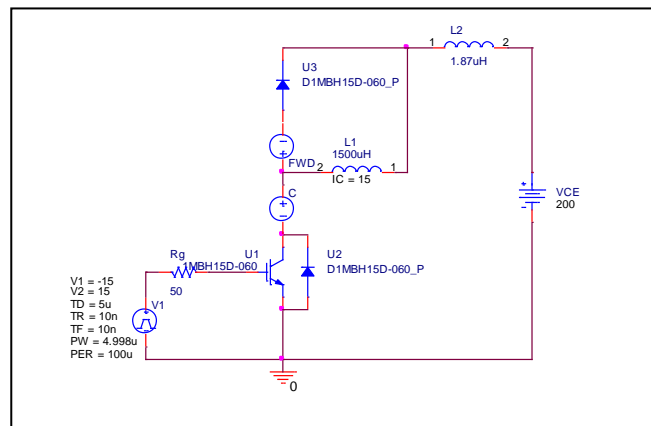 L2
1 2
1.87uH
U3
D1MBH15D-060_P
L1
1500uH
FWD 2 1
IC = 15
C
VCE
200
Rg
U1
1MBH15D-060
U2
D1MBH15D-060_P
50
V1 = -15
V2 = 15
TD = 5u
TR = 10n
TF = 10n
PW = 4.998u
PER = 100u
V1
0